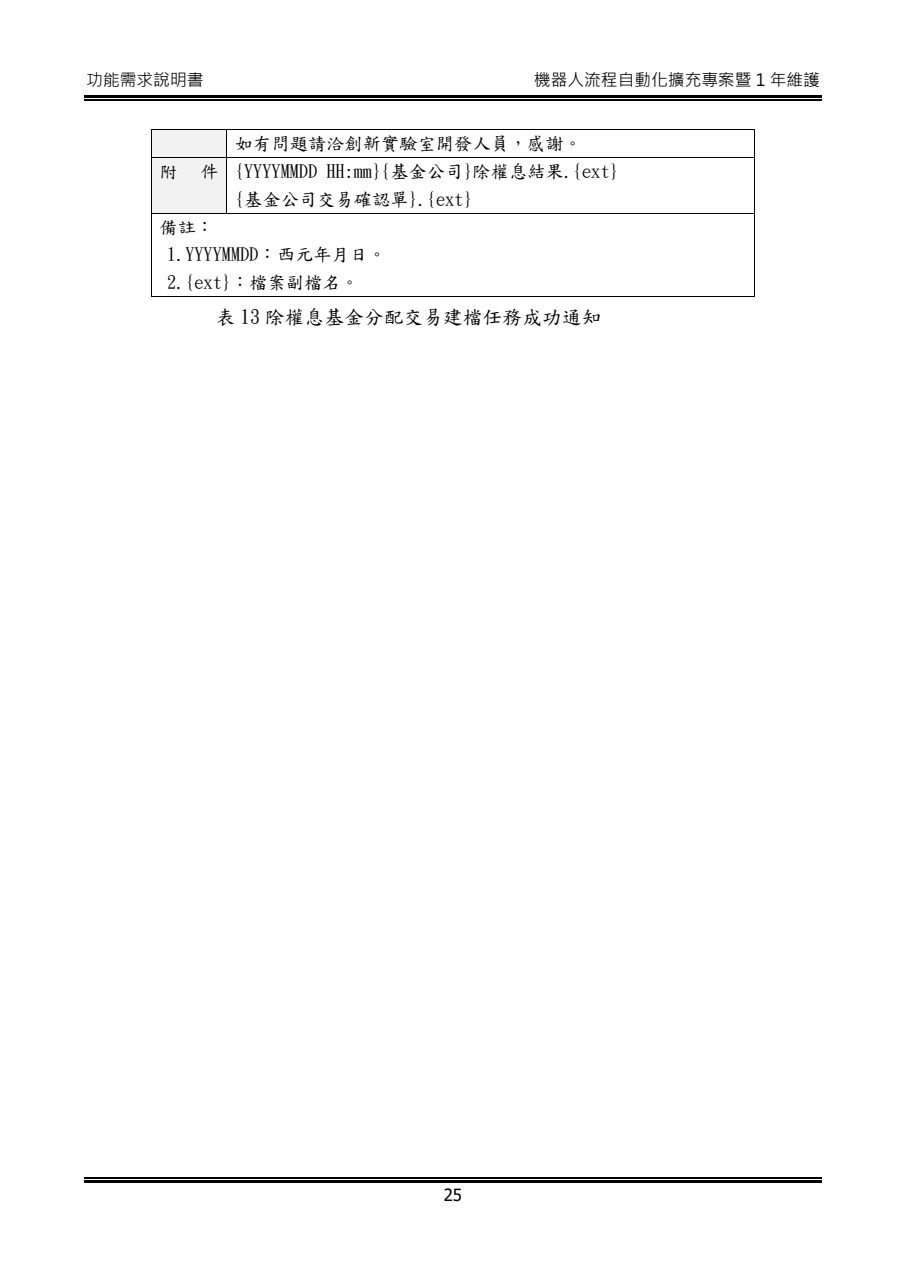 功能需求說明書 機器人流程自動化擴充專案暨 1 年維護
如有問題請洽創新實驗室開發人員，感謝。
附 件 {YYYYMMDD HH:mm}{基金公司}除權息結果.{ext}
{基金公司交易確認單}.{ext}
備註：
1.YYYYMMDD：西元年月日。
2.{ext}：檔案副檔名。
表 13 除權息基金分配交易建檔任務成功通知
25